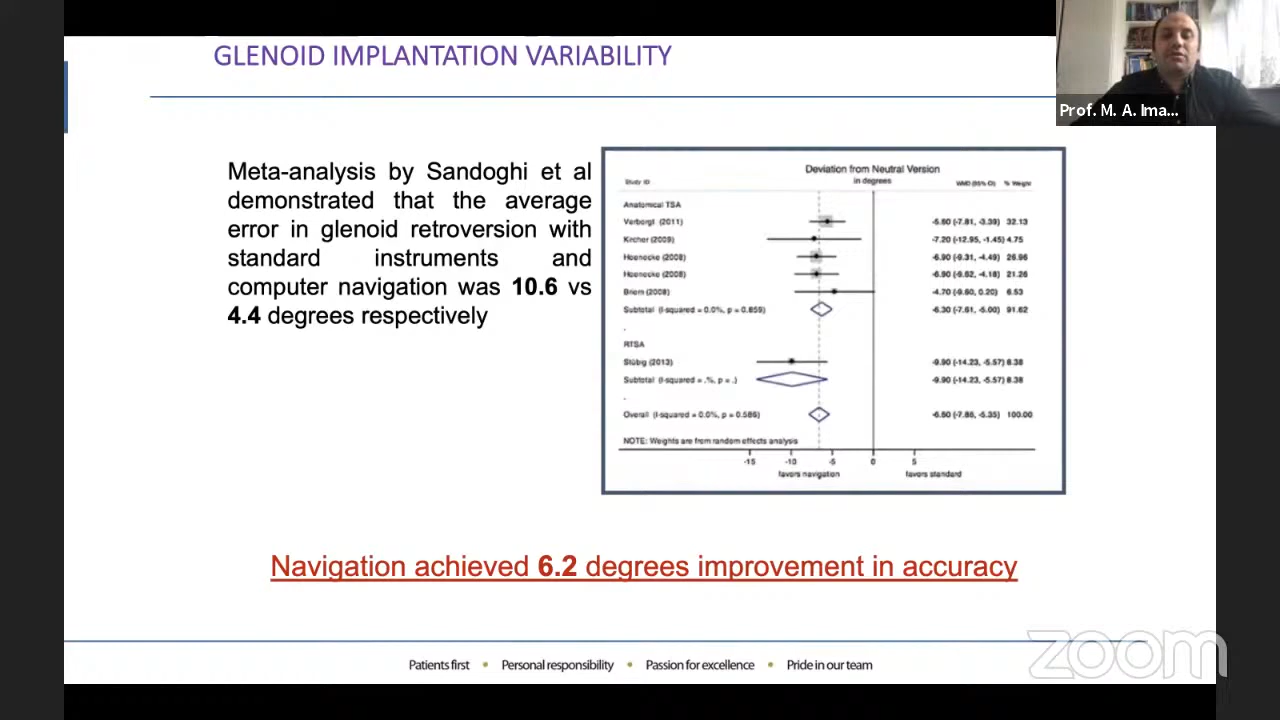 GLENOID IMPLANTATION VARIABILITY
Prof. M. A. Ima...
Meta-analysis by Sandoghi et al
demonstrated that the average
error in glenoid retroversion with
standard instruments and
computer navigation was 10.6 vs
4.4 degrees respectively
Deviation from Neutral Version
in degrees
Study ID WMD (95% CI) % Weight
Anatomical TSA
Verborgt (2011) -5.60 (-7.81, -3.39) 32.13
Kircher (2009) -7.20 (-12.95, -1.45) 4.75
Hoenecke (2008) -6.90 (-9.31, -4.49) 26.96
Hoenecke (2008) -6.90 (-9.62, -4.18) 21.26
Briem (2008) -4.70 (-9.60, 0.20) 6.53
Subtotal (I-squared = 0.0%, p = 0.859) -6.30 (-7.61, -5.00) 91.62
.
RTSA
Stübig (2013) -9.90 (-14.23, -5.57) 8.38
Subtotal (I-squared = .%, p = .) -9.90 (-14.23, -5.57) 8.38
.
Overall (I-squared = 0.0%, p = 0.586) -6.60 (-7.86, -5.35) 100.00
NOTE: Weights are from random effects analysis
-15 -10 -5 0 5
favors navigation favors standard
Navigation achieved 6.2 degrees improvement in accuracy
Patients first • Personal responsibility • Passion for excellence • Pride in our team
zoom